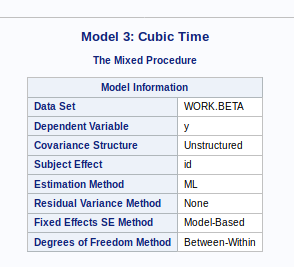 Model 3: Cubic Time
The Mixed Procedure
Model Information
Data Set WORK.BETA
Dependent Variable y
Covariance Structure Unstructured
Subject Effect id
Estimation Method ML
Residual Variance Method None
Fixed Effects SE Method Model-Based
Degrees of Freedom Method Between-Within